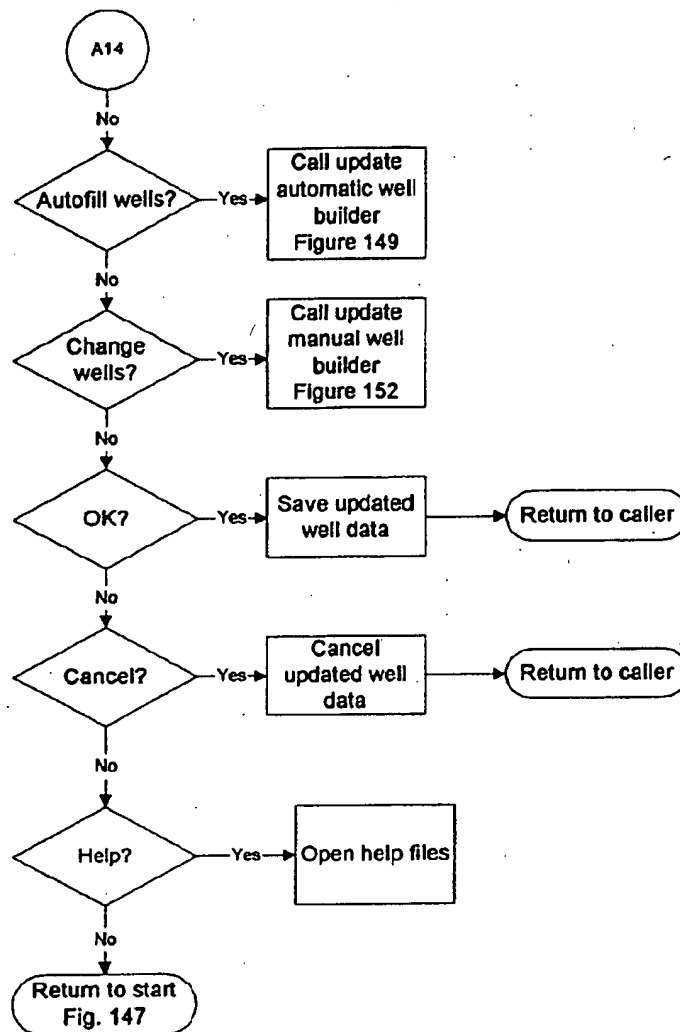 A14
No
Autofill wells?
Yes
Call update
automatic well
builder
Figure 149
No
Change
wells?
Yes
Call update
manual well
builder
Figure 152
No
OK?
Yes
Save updated
well data
Return to caller
No
Cancel?
Yes
Cancel
updated well
data
Return to caller
No
Help?
Yes
Open help files
No
Return to start
Fig. 147